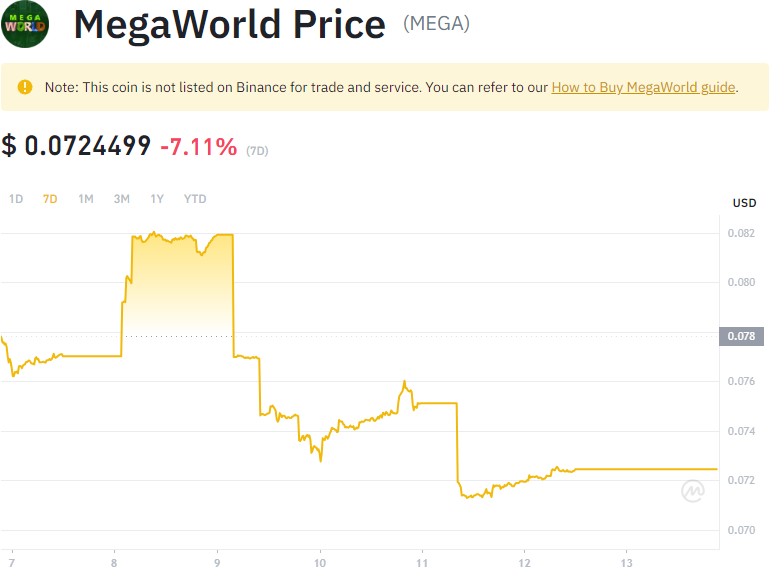 MEGA
WORLD
MegaWorld Price (MEGA)
Note: This coin is not listed on Binance for trade and service. You can refer to our How to Buy MegaWorld guide.
$ 0.0724499 -7.11% (7D)
1D 7D 1M 3M 1Y YTD
USD
0.082
0.080
0.078
0.076
0.074
0.072
0.070
7 8 9 10 11 12 13